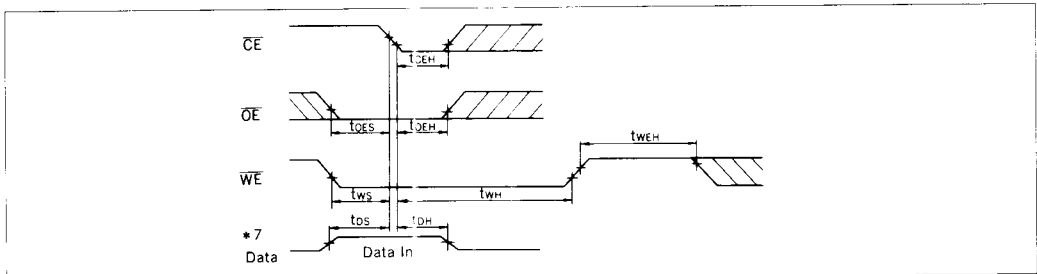 CE
tCEH
OE
tOES tOEH
tWEH
WE
tWS tWH
*7 tDS tDH
Data Data In